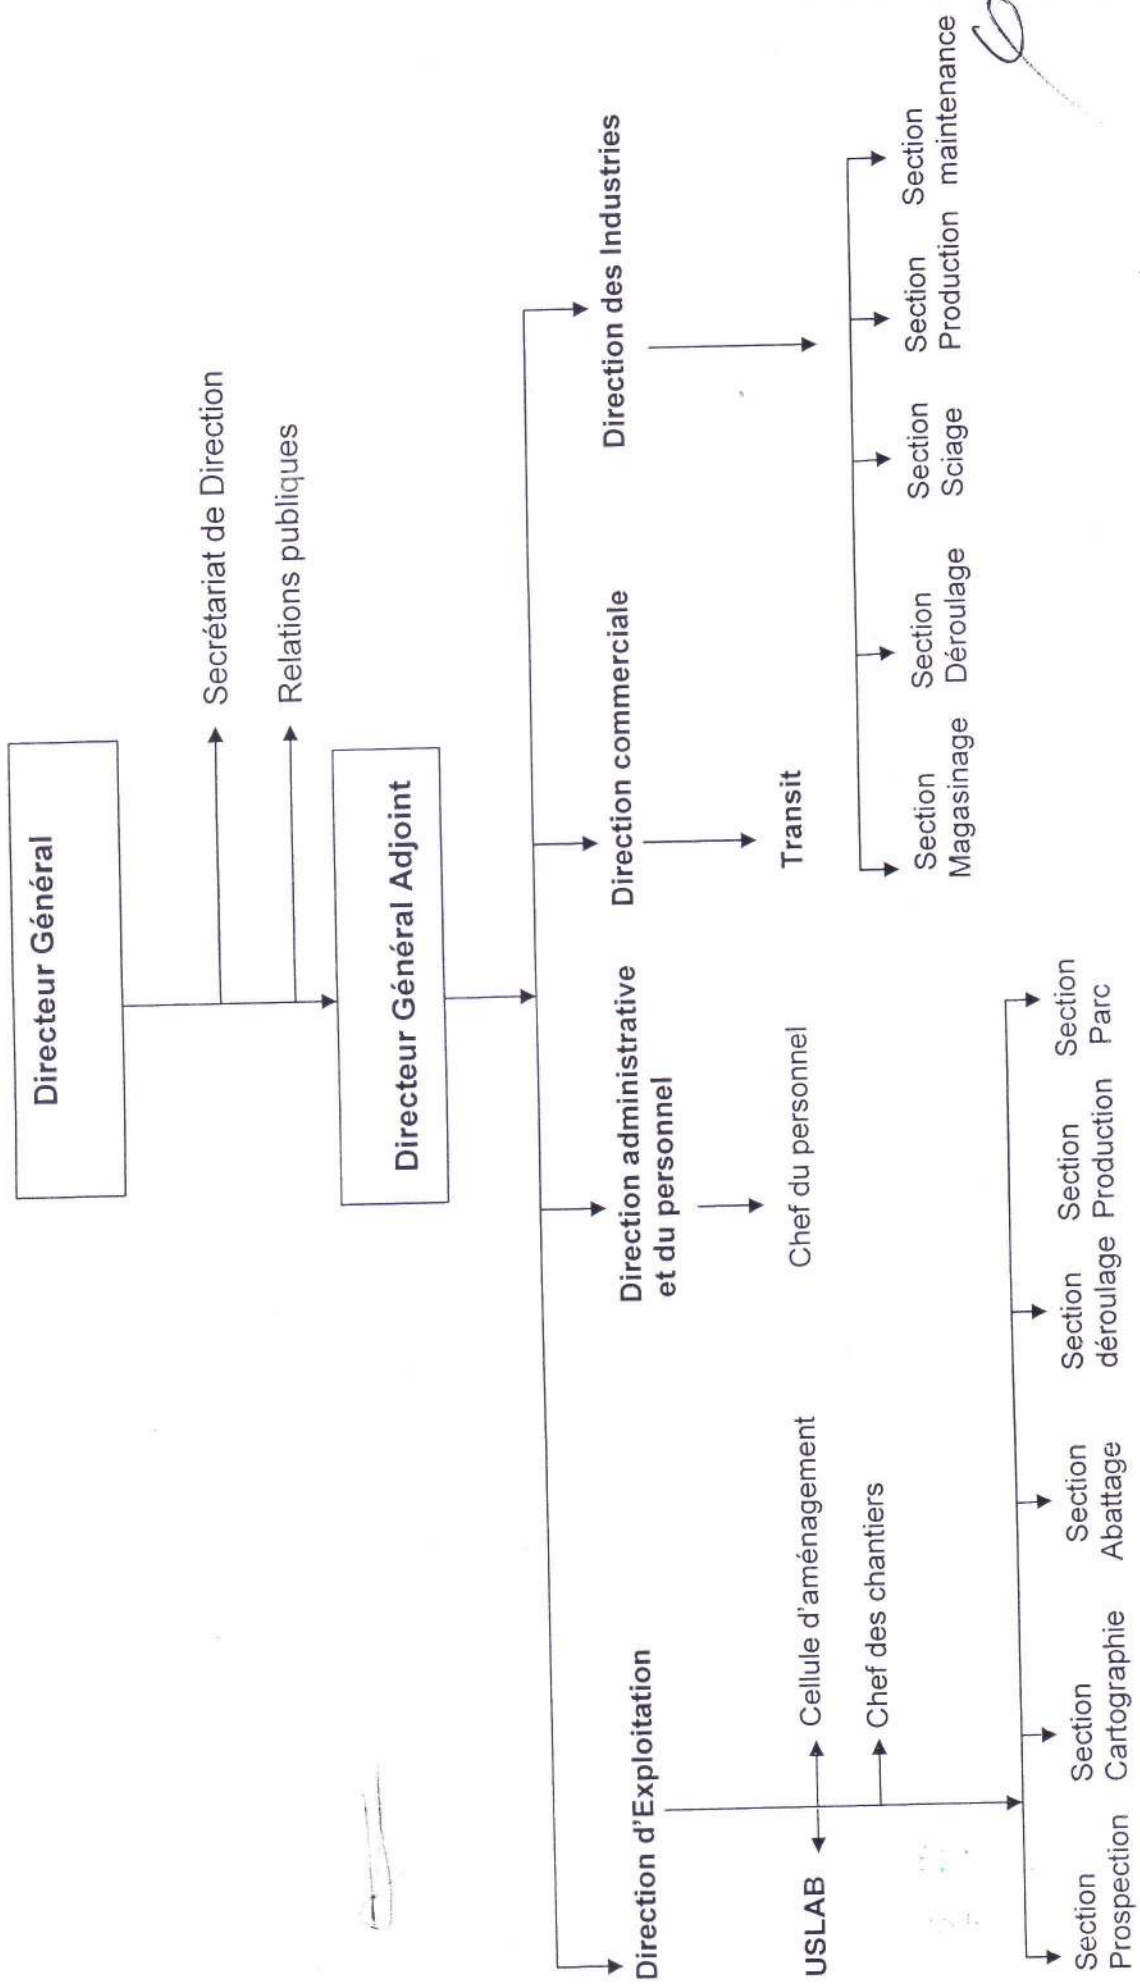 Directeur Général
Secrétariat de Direction
Relations publiques
Directeur Général Adjoint
Direction d'Exploitation
Direction administrative
et du personnel
Direction commerciale
Direction des Industries
USLAB
Cellule d'aménagement
Chef des chantiers
Chef du personnel
Transit
Section
Magasinage
Section
Déroulage
Section
Sciage
Section
Production
Section
maintenance
Section
Prospection
Section
Cartographie
Section
Abattage
Section
déroulage
Section
Production
Section
Parc